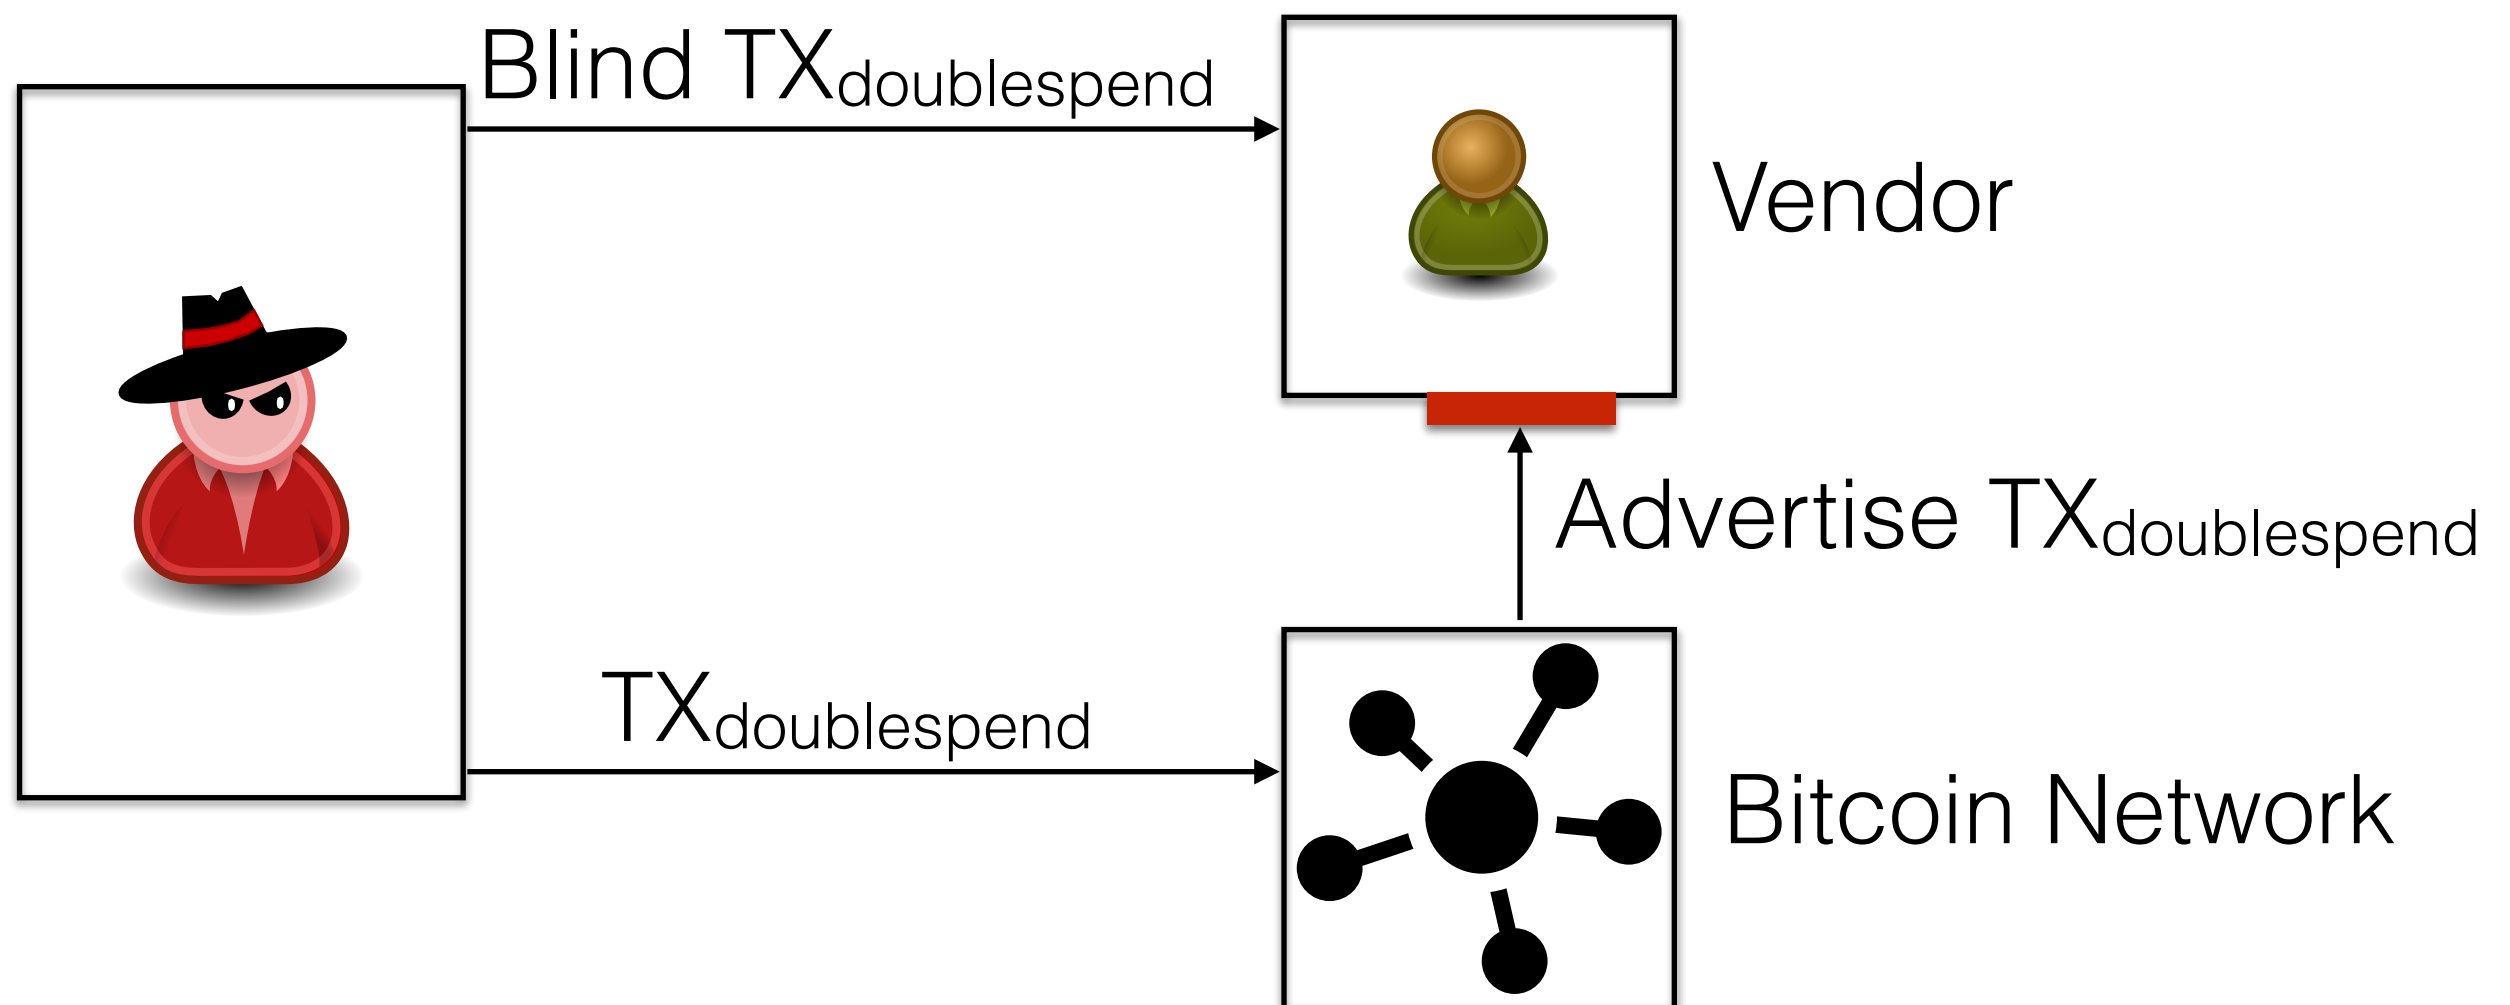 Blind TXdoublespend
Vendor
Advertise TXdoublespend
TXdoublespend
Bitcoin Network